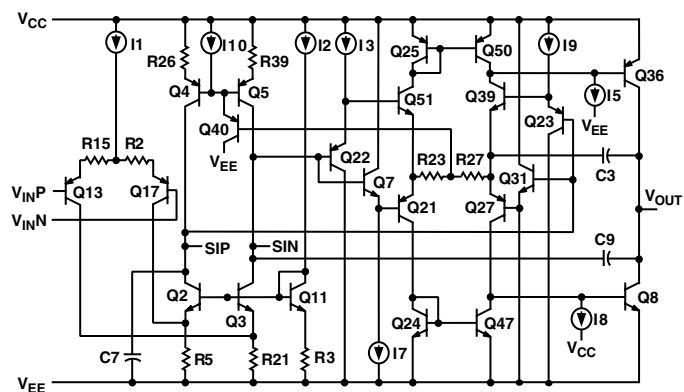 VCC
I1
I10
I2
I3
Q25
Q50
I9
R26
R39
Q36
Q4
Q5
Q51
Q39
I5
Q40
Q23
VEE
R15
R2
VEE
Q22
R23
R27
Q31
C3
VINP
Q13
Q17
Q7
Q21
Q27
VOUT
VINN
SIP
SIN
C9
Q2
Q3
Q11
Q24
Q47
Q8
I8
C7
R5
R21
R3
I7
VCC
VEE